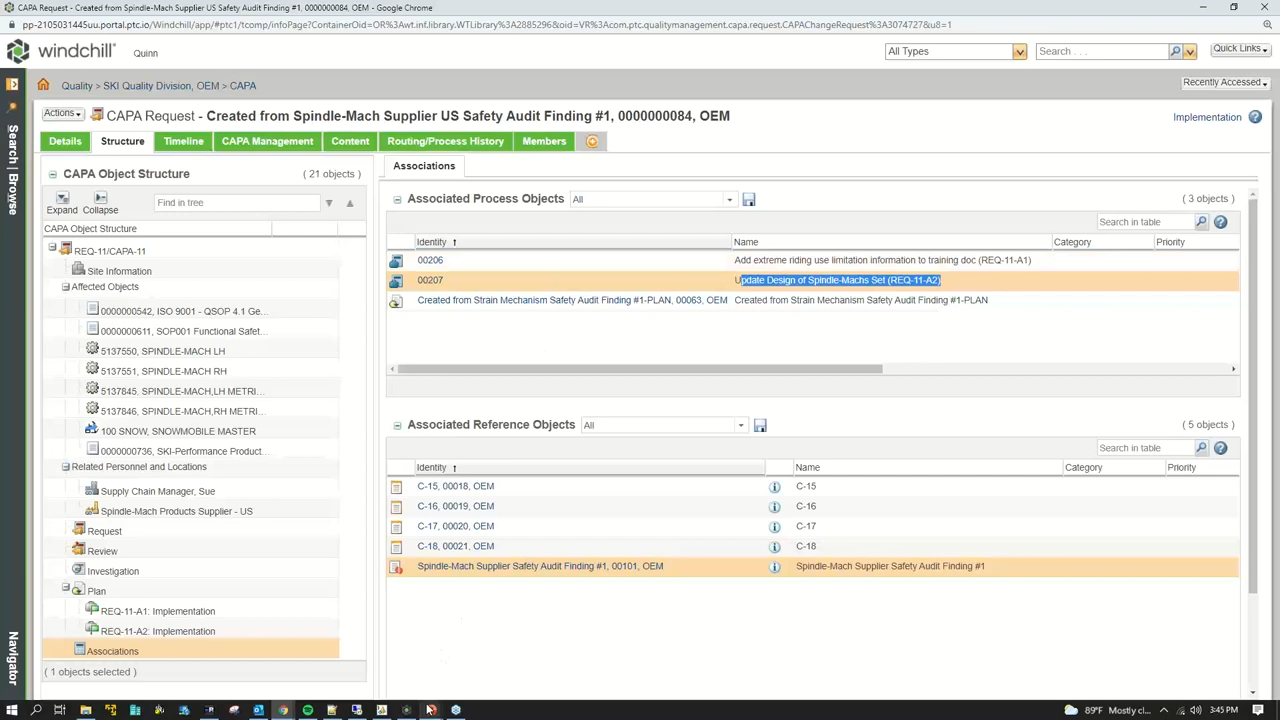 CAPA Request - Created from Spindle-Mach Supplier US Safety Audit Finding #1, 0000000084, OEM - Google Chrome
pp-2105031445uu.portal.ptc.io/Windchill/app/#ptc1/tcomp/infoPage?ContainerOid=OR%3Awt.inf.library.WTLibrary%3A2885296&oid=VR%3Acom.ptc.qualitymanagement.capa.request.CAPAChangeRequest%3A3074727&u8=1
windchill Quinn All Types Search . . . Quick Links
Quality > SKI Quality Division, OEM > CAPA Recently Accessed
Actions CAPA Request - Created from Spindle-Mach Supplier US Safety Audit Finding #1, 0000000084, OEM Implementation
Details Structure Timeline CAPA Management Content Routing/Process History Members
Search | Browse
Navigator
CAPA Object Structure ( 21 objects )
Expand Collapse Find in tree
CAPA Object Structure
REQ-11/CAPA-11
Site Information
Affected Objects
0000000542, ISO 9001 - QSOP 4.1 Ge...
0000000611, SOP001 Functional Safet...
5137550, SPINDLE-MACH LH
5137551, SPINDLE-MACH RH
5137845, SPINDLE-MACH,LH METRI...
5137846, SPINDLE-MACH,RH METRI...
100 SNOW, SNOWMOBILE MASTER
0000000736, SKI-Performance Product...
Related Personnel and Locations
Supply Chain Manager, Sue
Spindle-Mach Products Supplier - US
Request
Review
Investigation
Plan
REQ-11-A1: Implementation
REQ-11-A2: Implementation
Associations
( 1 objects selected )
Associations
Associated Process Objects All ( 3 objects )
Search in table
Identity Name Category Priority
00206 Add extreme riding use limitation information to training doc (REQ-11-A1)
00207 Update Design of Spindle-Machs Set (REQ-11-A2)
Created from Strain Mechanism Safety Audit Finding #1-PLAN, 00063, OEM Created from Strain Mechanism Safety Audit Finding #1-PLAN
Associated Reference Objects All ( 5 objects )
Search in table
Identity Name Category Priority
C-15, 00018, OEM C-15
C-16, 00019, OEM C-16
C-17, 00020, OEM C-17
C-18, 00021, OEM C-18
Spindle-Mach Supplier Safety Audit Finding #1, 00101, OEM Spindle-Mach Supplier Safety Audit Finding #1
89°F Mostly cl... 3:45 PM